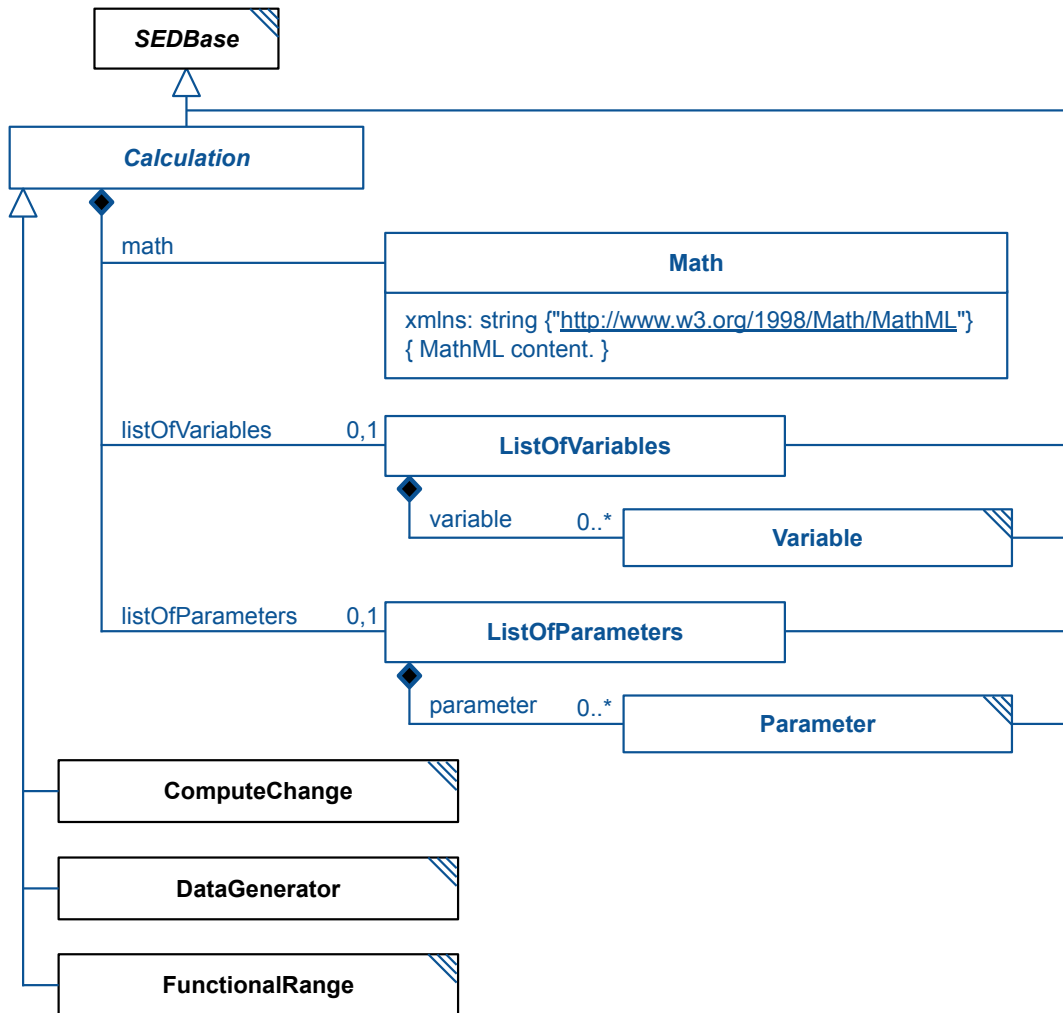 SEDBase
Calculation
math
Math
xmlns: string {"http://www.w3.org/1998/Math/MathML"}
{ MathML content. }
listOfVariables 0,1
ListOfVariables
variable 0..*
Variable
listOfParameters 0,1
ListOfParameters
parameter 0..*
Parameter
ComputeChange
DataGenerator
FunctionalRange